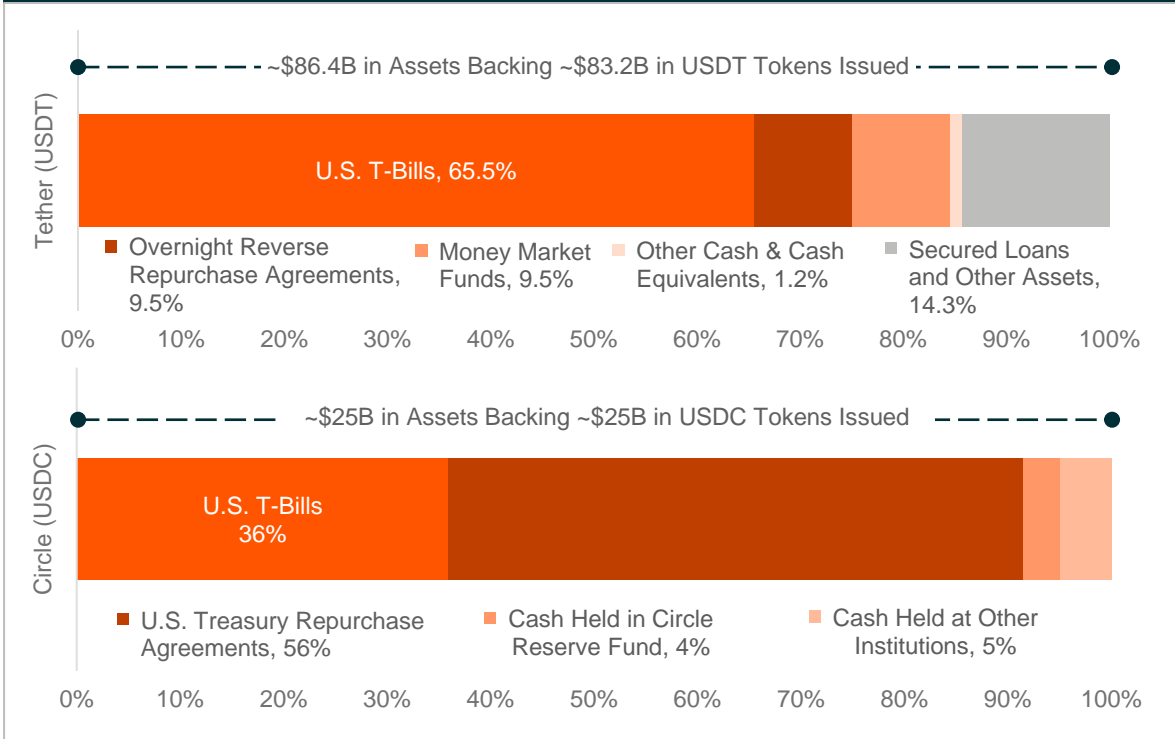 ~$86.4B in Assets Backing ~$83.2B in USDT Tokens Issued
Tether (USDT)
U.S. T-Bills, 65.5%
Overnight Reverse
Repurchase Agreements,
9.5%
Money Market
Funds, 9.5%
Other Cash & Cash
Equivalents, 1.2%
Secured Loans
and Other Assets,
14.3%
0% 10% 20% 30% 40% 50% 60% 70% 80% 90% 100%
~$25B in Assets Backing ~$25B in USDC Tokens Issued
Circle (USDC)
U.S. T-Bills
36%
U.S. Treasury Repurchase
Agreements, 56%
Cash Held in Circle
Reserve Fund, 4%
Cash Held at Other
Institutions, 5%
0% 10% 20% 30% 40% 50% 60% 70% 80% 90% 100%